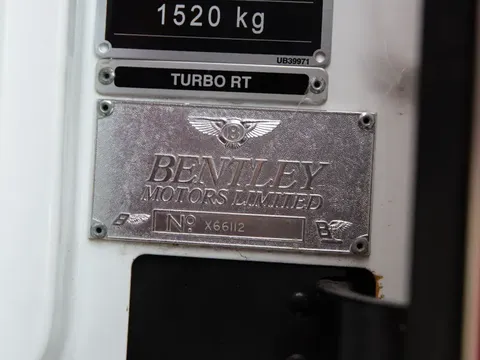 1520 kg
UB39971
TURBO RT
B
BENTLEY
MOTORS LIMITED
B Nº X66112 B